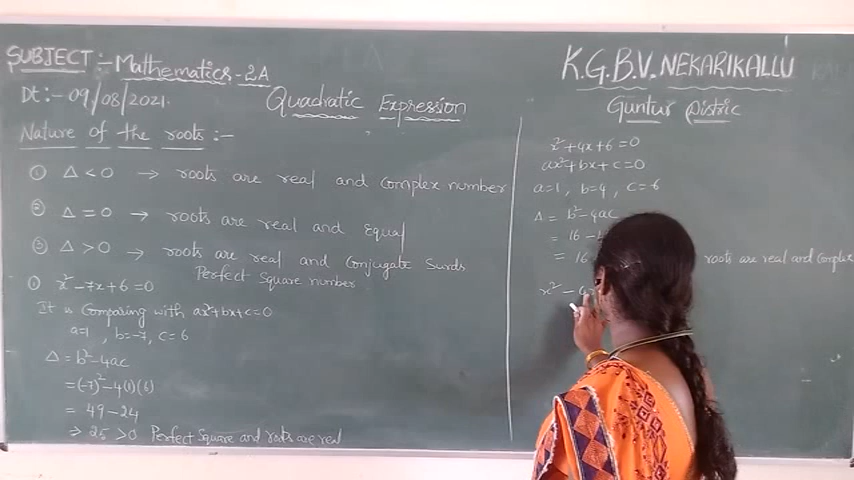 SUBJECT :- Mathematics - 2A
Dt :- 09/08/2021.
Quadratic Expression
Nature of the roots :-
① Δ < 0 → roots are real and Complex number
② Δ = 0 → roots are real and Equal
③ Δ > 0 → roots are real and Conjugate Surds
Perfect Square number.
① x² - 7x + 6 = 0
It is Comparing with ax² + bx + c = 0
a = 1, b = -7, c = 6
Δ = b² - 4ac
= (-7)² - 4(1)(6)
= 49 - 24
⇒ 25 > 0 Perfect Square and roots are real
K.G.B.V. NEKARIKALLU
Guntur Distric
x² + 4x + 6 = 0
ax² + bx + c = 0
a = 1, b = 4, c = 6
Δ = b² - 4ac
= 16 -
= 16
roots are real and Complex
x² -